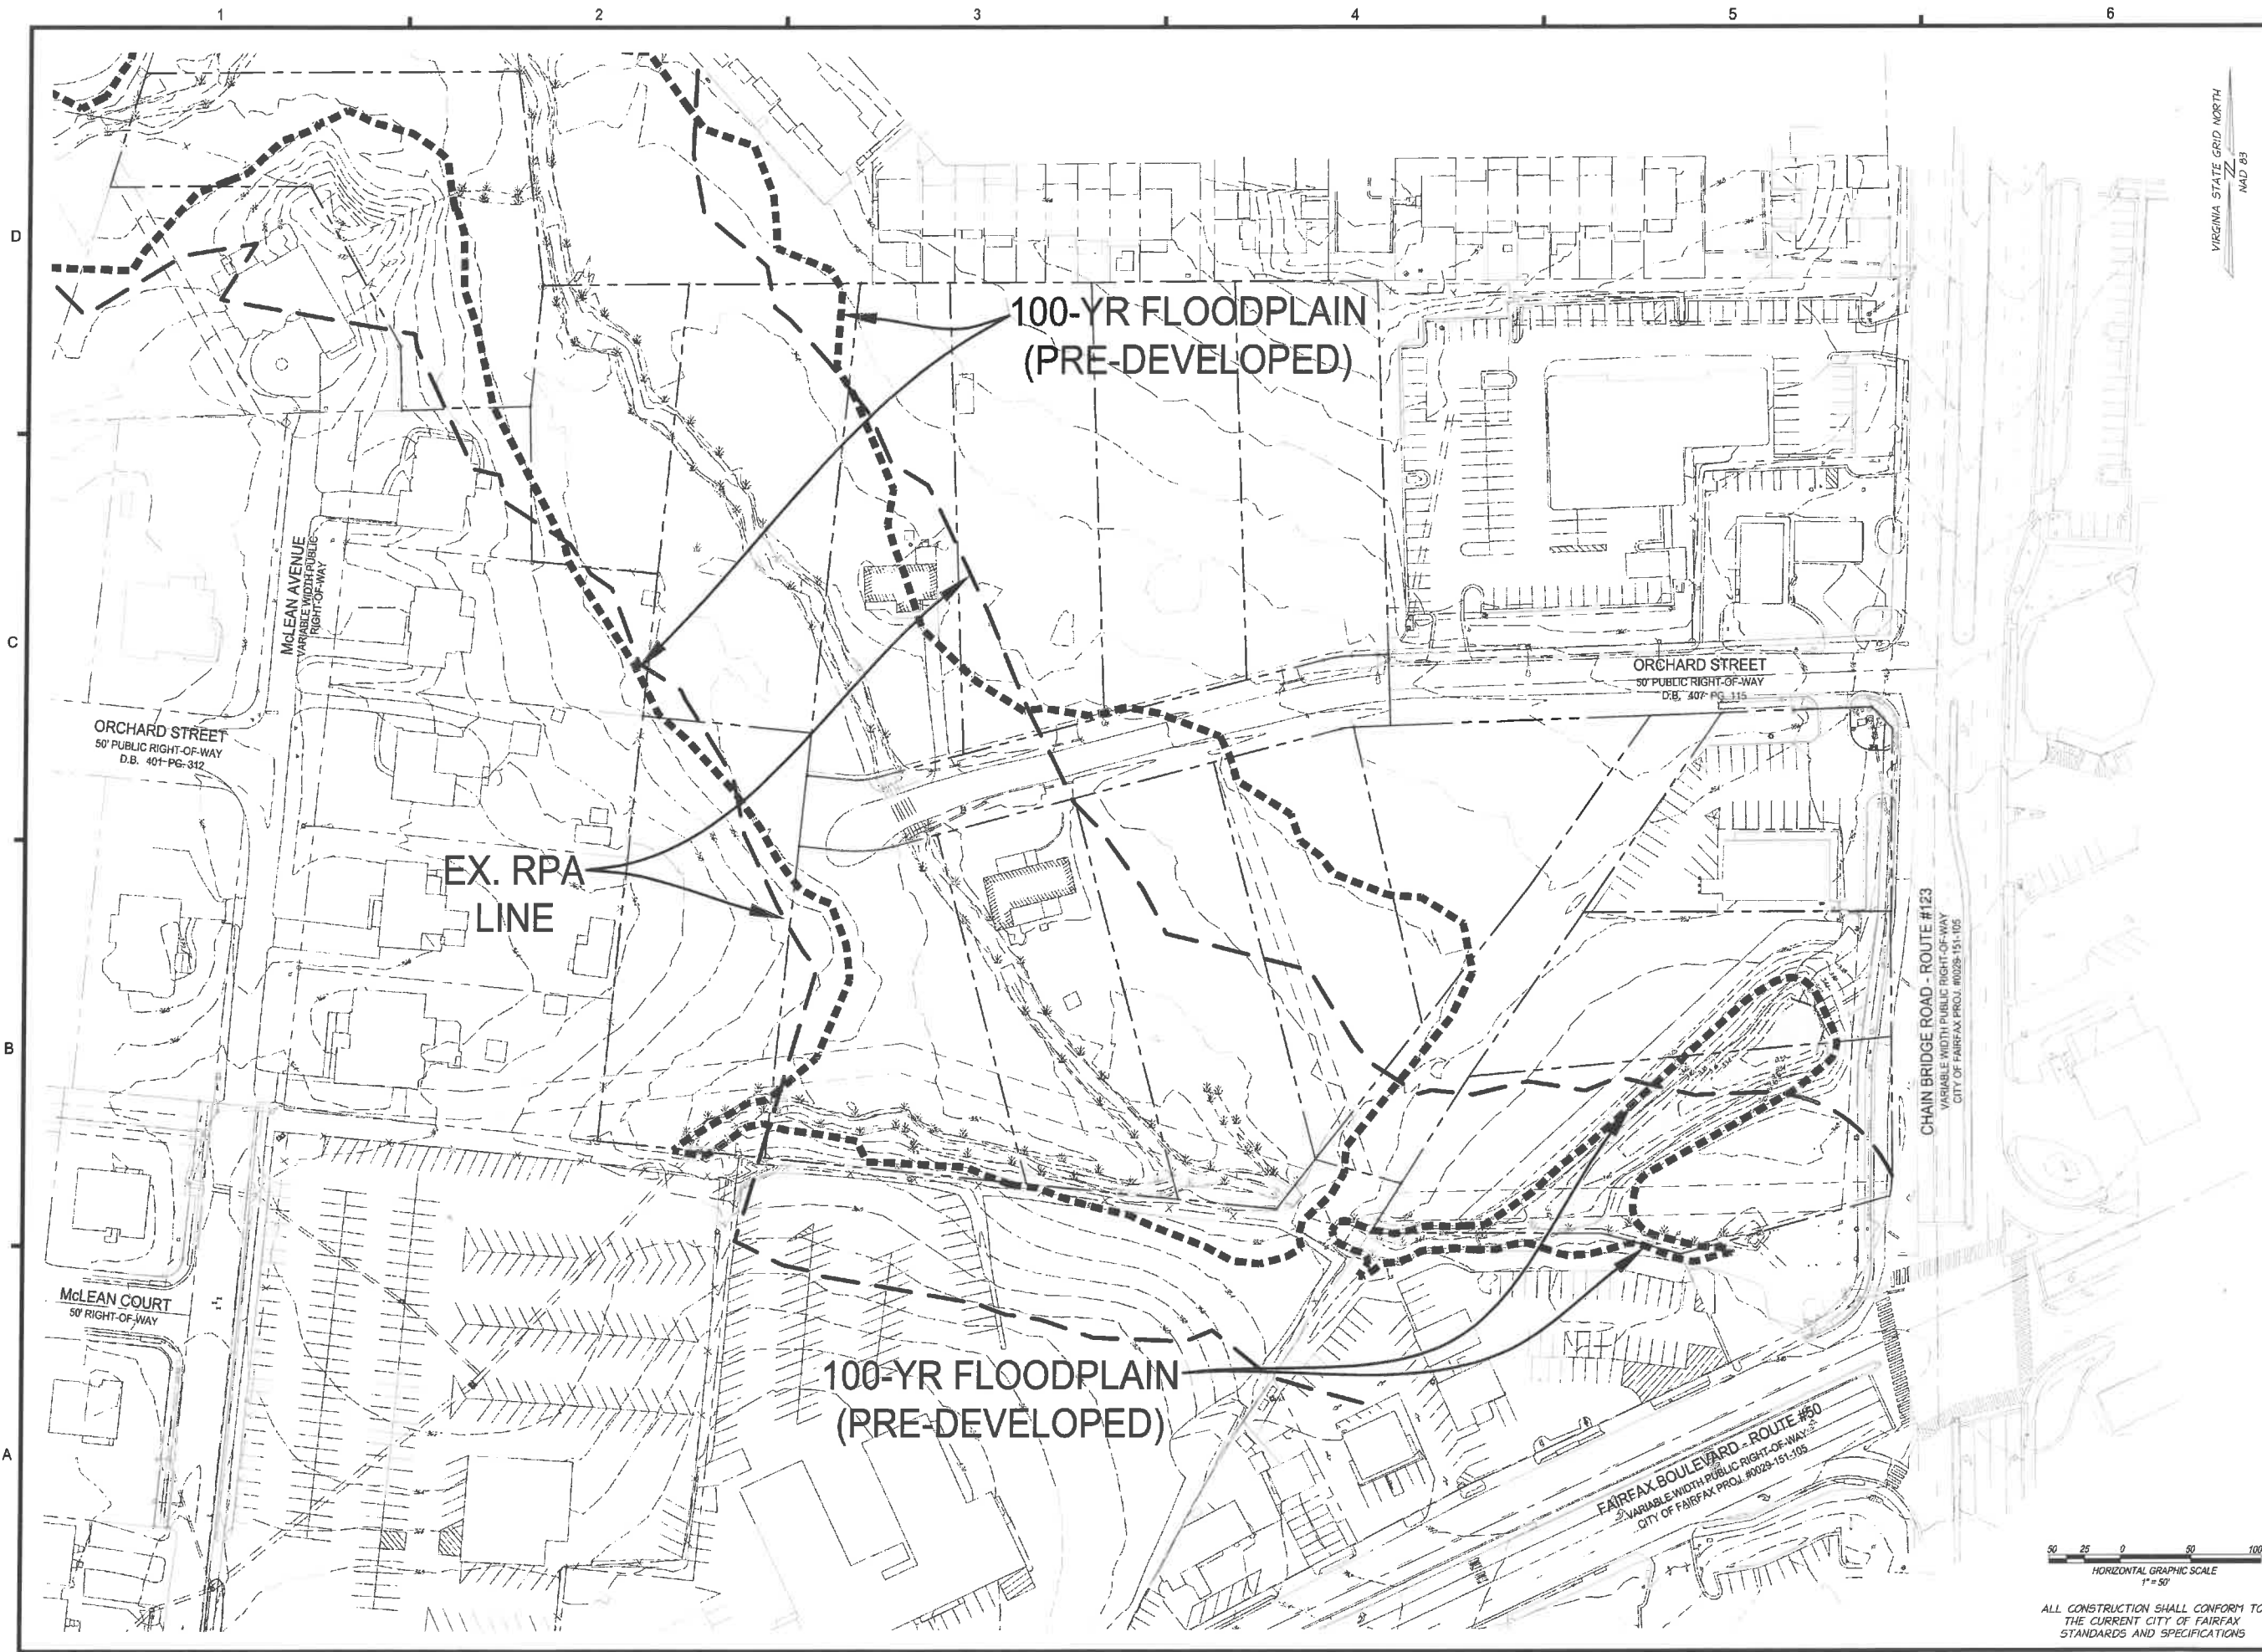 1
2
3
4
5
6
D
C
B
A
VIRGINIA STATE GRID NORTH
NAD 83
100-YR FLOODPLAIN
(PRE-DEVELOPED)
McLEAN AVENUE
VARIABLE WIDTH PUBLIC
RIGHT-OF-WAY
ORCHARD STREET
50' PUBLIC RIGHT-OF-WAY
D.B. 407 PG. 115
ORCHARD STREET
50' PUBLIC RIGHT-OF-WAY
D.B. 401 PG. 312
EX. RPA
LINE
CHAIN BRIDGE ROAD - ROUTE #123
VARIABLE WIDTH PUBLIC RIGHT-OF-WAY
CITY OF FAIRFAX PROJ. #0029-151-105
McLEAN COURT
50' RIGHT-OF-WAY
100-YR FLOODPLAIN
(PRE-DEVELOPED)
FAIRFAX BOULEVARD - ROUTE #50
VARIABLE WIDTH PUBLIC RIGHT-OF-WAY
CITY OF FAIRFAX PROJ. #0029-151-105
50 25 0 50 100
HORIZONTAL GRAPHIC SCALE
1" = 50'
ALL CONSTRUCTION SHALL CONFORM TO
THE CURRENT CITY OF FAIRFAX
STANDARDS AND SPECIFICATIONS